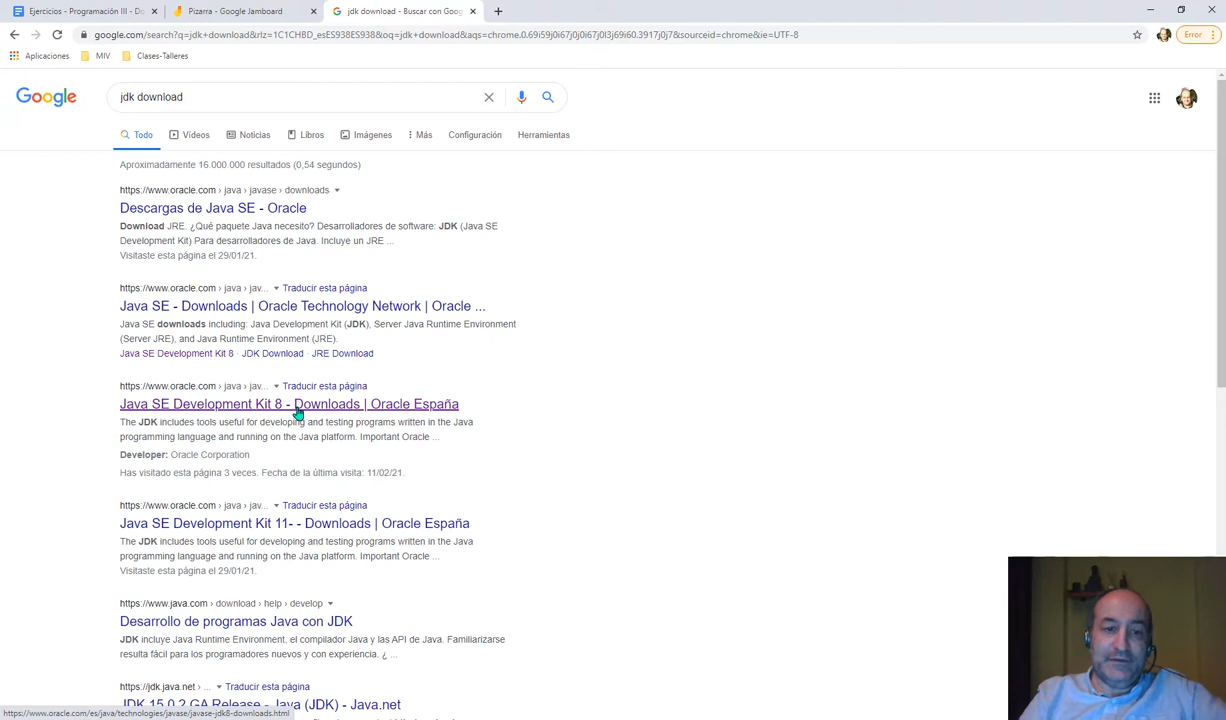 Ejercicios - Programación III - Do
Pizarra - Google Jamboard
jdk download - Buscar con Goog
google.com/search?q=jdk+download&rlz=1C1CHBD_esES938ES938&oq=jdk+download&aqs=chrome.0.69i59j0i67j0j0i67l3j69i60.3917j0j7&sourceid=chrome&ie=UTF-8
Error
Aplicaciones MIV Clases-Talleres
Google
jdk download
Todo Vídeos Noticias Libros Imágenes Más Configuración Herramientas
Aproximadamente 16.000.000 resultados (0,54 segundos)
https://www.oracle.com › java › javase › downloads
Descargas de Java SE - Oracle
Download JRE. ¿Qué paquete Java necesito? Desarrolladores de software: JDK (Java SE
Development Kit) Para desarrolladores de Java. Incluye un JRE ...
Visitaste esta página el 29/01/21.
https://www.oracle.com › java › jav... Traducir esta página
Java SE - Downloads | Oracle Technology Network | Oracle ...
Java SE downloads including: Java Development Kit (JDK), Server Java Runtime Environment
(Server JRE), and Java Runtime Environment (JRE).
Java SE Development Kit 8 · JDK Download · JRE Download
https://www.oracle.com › java › jav... Traducir esta página
Java SE Development Kit 8 - Downloads | Oracle España
The JDK includes tools useful for developing and testing programs written in the Java
programming language and running on the Java platform. Important Oracle ...
Developer: Oracle Corporation
Has visitado esta página 3 veces. Fecha de la última visita: 11/02/21.
https://www.oracle.com › java › jav... Traducir esta página
Java SE Development Kit 11- - Downloads | Oracle España
The JDK includes tools useful for developing and testing programs written in the Java
programming language and running on the Java platform. Important Oracle ...
Visitaste esta página el 29/01/21.
https://www.java.com › download › help › develop
Desarrollo de programas Java con JDK
JDK incluye Java Runtime Environment, el compilador Java y las API de Java. Familiarizarse
resulta fácil para los programadores nuevos y con experiencia. ¿ ...
https://jdk.java.net › ... Traducir esta página
JDK 15.0.2 GA Release - Java (JDK) - Java.net
https://www.oracle.com/es/java/technologies/javase/javase-jdk8-downloads.html